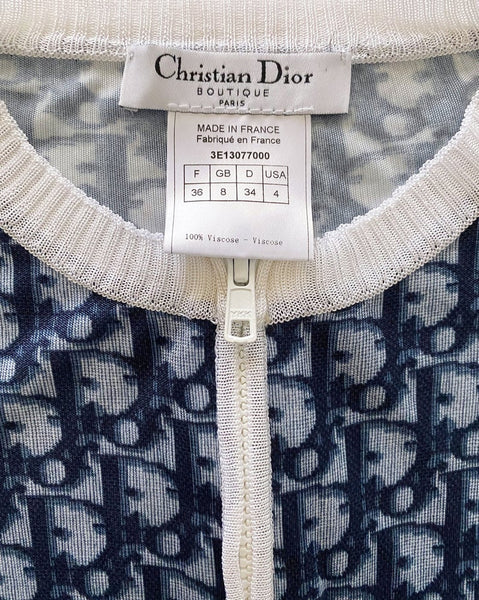 Christian Dior
BOUTIQUE
PARIS
MADE IN FRANCE
Fabriqué en France
3E13077000
F GB D USA
36 8 34 4
100% Viscose - Viscose